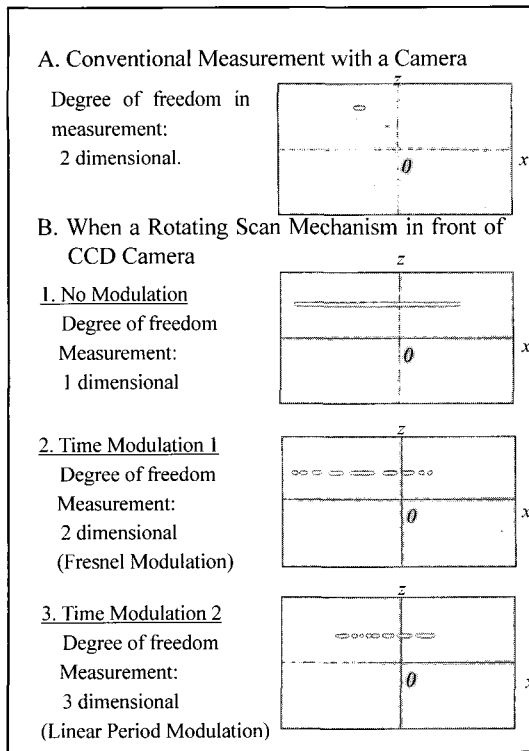 A. Conventional Measurement with a Camera
Degree of freedom in
measurement:
2 dimensional.
z
x
0
B. When a Rotating Scan Mechanism in front of
CCD Camera
1. No Modulation
Degree of freedom
Measurement:
1 dimensional
z
x
0
2. Time Modulation 1
Degree of freedom
Measurement:
2 dimensional
(Fresnel Modulation)
z
x
0
3. Time Modulation 2
Degree of freedom
Measurement:
3 dimensional
(Linear Period Modulation)
z
x
0